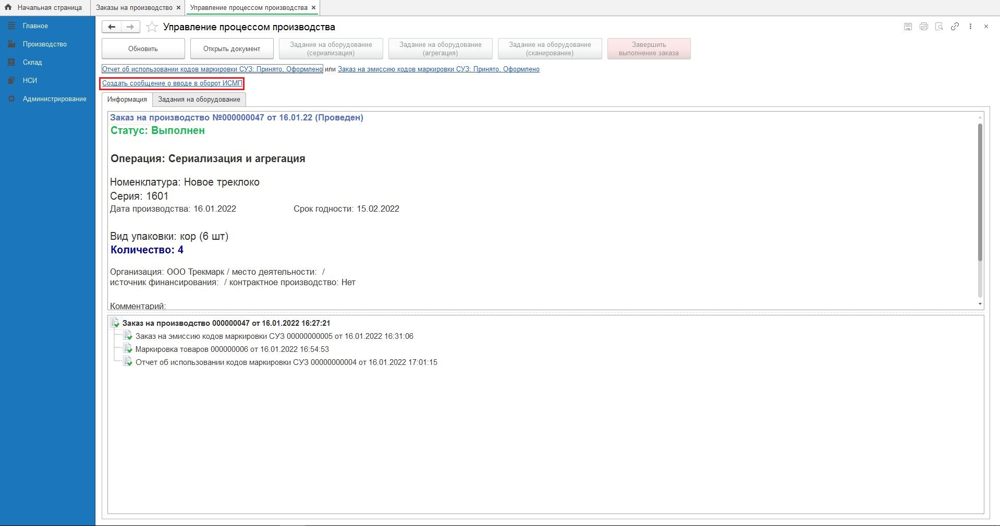 Начальная страница
Заказы на производство ×
Управление процессом производства ×
Главное
Производство
Склад
НСИ
Администрирование
Управление процессом производства
Обновить
Открыть документ
Задание на оборудование
(сериализация)
Задание на оборудование
(агрегация)
Задание на оборудование
(сканирование)
Завершить
выполнение заказа
Отчет об использовании кодов маркировки СУЗ: Принято, Оформлено или Заказ на эмиссию кодов маркировки СУЗ: Принято, Оформлено
Создать сообщение о вводе в оборот ИСМП
Информация
Задания на оборудование
Заказ на производство №000000047 от 16.01.22 (Проведен)
Статус: Выполнен
Операция: Сериализация и агрегация
Номенклатура: Новое треклоко
Серия: 1601
Дата производства: 16.01.2022 Срок годности: 15.02.2022
Вид упаковки: кор (6 шт)
Количество: 4
Организация: ООО Трекмарк / место деятельности: /
источник финансирования: / контрактное производство: Нет
Комментарий:
Заказ на производство 000000047 от 16.01.2022 16:27:21
Заказ на эмиссию кодов маркировки СУЗ 00000000005 от 16.01.2022 16:31:06
Маркировка товаров 000000006 от 16.01.2022 16:54:53
Отчет об использовании кодов маркировки СУЗ 00000000004 от 16.01.2022 17:01:15